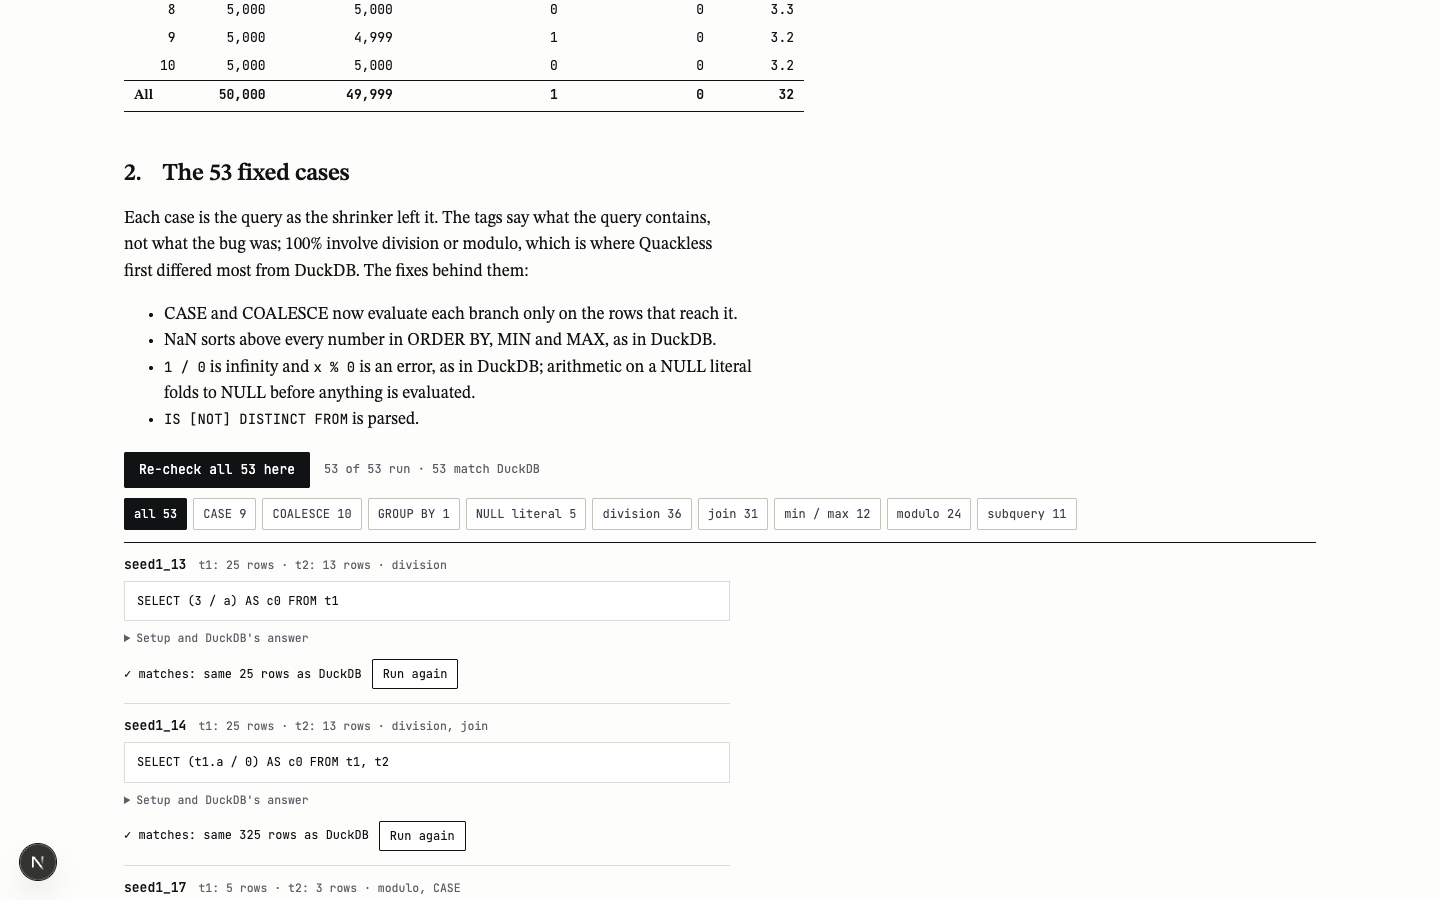 8 5,000 5,000 0 0 3.3
9 5,000 4,999 1 0 3.2
10 5,000 5,000 0 0 3.2
All 50,000 49,999 1 0 32
2. The 53 fixed cases
Each case is the query as the shrinker left it. The tags say what the query contains,
not what the bug was; 100% involve division or modulo, which is where Quackless
first differed most from DuckDB. The fixes behind them:
• CASE and COALESCE now evaluate each branch only on the rows that reach it.
• NaN sorts above every number in ORDER BY, MIN and MAX, as in DuckDB.
• 1 / 0 is infinity and x % 0 is an error, as in DuckDB; arithmetic on a NULL literal
folds to NULL before anything is evaluated.
• IS [NOT] DISTINCT FROM is parsed.
Re-check all 53 here 53 of 53 run · 53 match DuckDB
all 53 CASE 9 COALESCE 10 GROUP BY 1 NULL literal 5 division 36 join 31 min / max 12 modulo 24 subquery 11
seed1_13 t1: 25 rows · t2: 13 rows · division
SELECT (3 / a) AS c0 FROM t1
▶ Setup and DuckDB's answer
✓ matches: same 25 rows as DuckDB Run again
seed1_14 t1: 25 rows · t2: 13 rows · division, join
SELECT (t1.a / 0) AS c0 FROM t1, t2
▶ Setup and DuckDB's answer
✓ matches: same 325 rows as DuckDB Run again
N
seed1_17 t1: 5 rows · t2: 3 rows · modulo, CASE